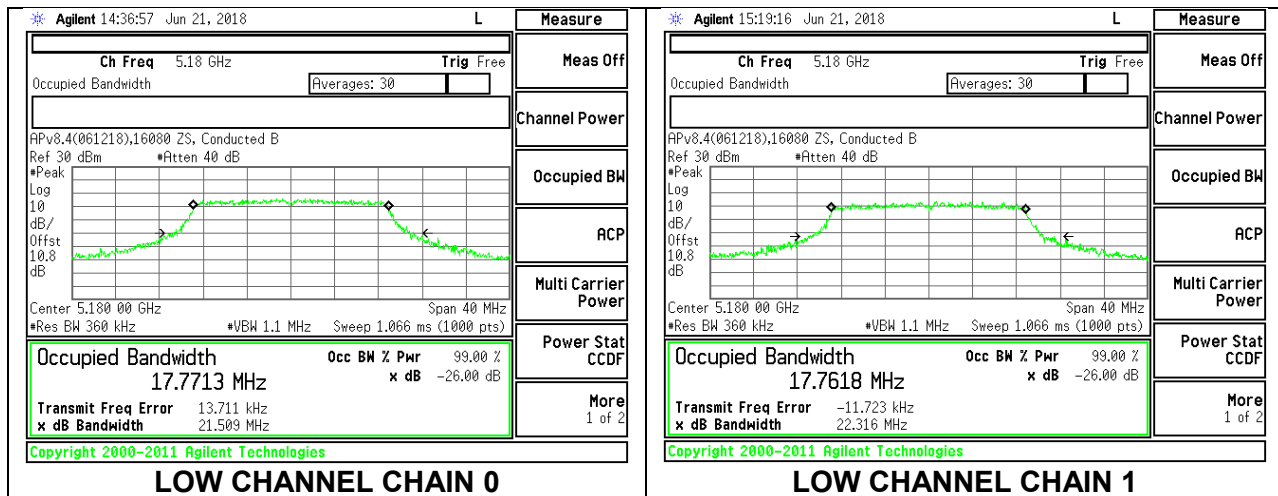 Agilent 14:36:57 Jun 21, 2018 L Measure
Ch Freq 5.18 GHz Trig Free
Occupied Bandwidth Averages: 30
APv8.4(061218),16080 ZS, Conducted B
Ref 30 dBm #Atten 40 dB
#Peak
Log
10
dB/
Offst
10.8
dB
Center 5.180 00 GHz Span 40 MHz
#Res BW 360 kHz #VBW 1.1 MHz Sweep 1.066 ms (1000 pts)
Occupied Bandwidth Occ BW % Pwr 99.00 %
17.7713 MHz x dB -26.00 dB
Transmit Freq Error 13.711 kHz
x dB Bandwidth 21.509 MHz
Copyright 2000-2011 Agilent Technologies
Meas Off
Channel Power
Occupied BW
ACP
Multi Carrier
Power
Power Stat
CCDF
More
1 of 2
LOW CHANNEL CHAIN 0
Agilent 15:19:16 Jun 21, 2018 L Measure
Ch Freq 5.18 GHz Trig Free
Occupied Bandwidth Averages: 30
APv8.4(061218),16080 ZS, Conducted B
Ref 30 dBm #Atten 40 dB
#Peak
Log
10
dB/
Offst
10.8
dB
Center 5.180 00 GHz Span 40 MHz
#Res BW 360 kHz #VBW 1.1 MHz Sweep 1.066 ms (1000 pts)
Occupied Bandwidth Occ BW % Pwr 99.00 %
17.7618 MHz x dB -26.00 dB
Transmit Freq Error -11.723 kHz
x dB Bandwidth 22.316 MHz
Copyright 2000-2011 Agilent Technologies
Meas Off
Channel Power
Occupied BW
ACP
Multi Carrier
Power
Power Stat
CCDF
More
1 of 2
LOW CHANNEL CHAIN 1